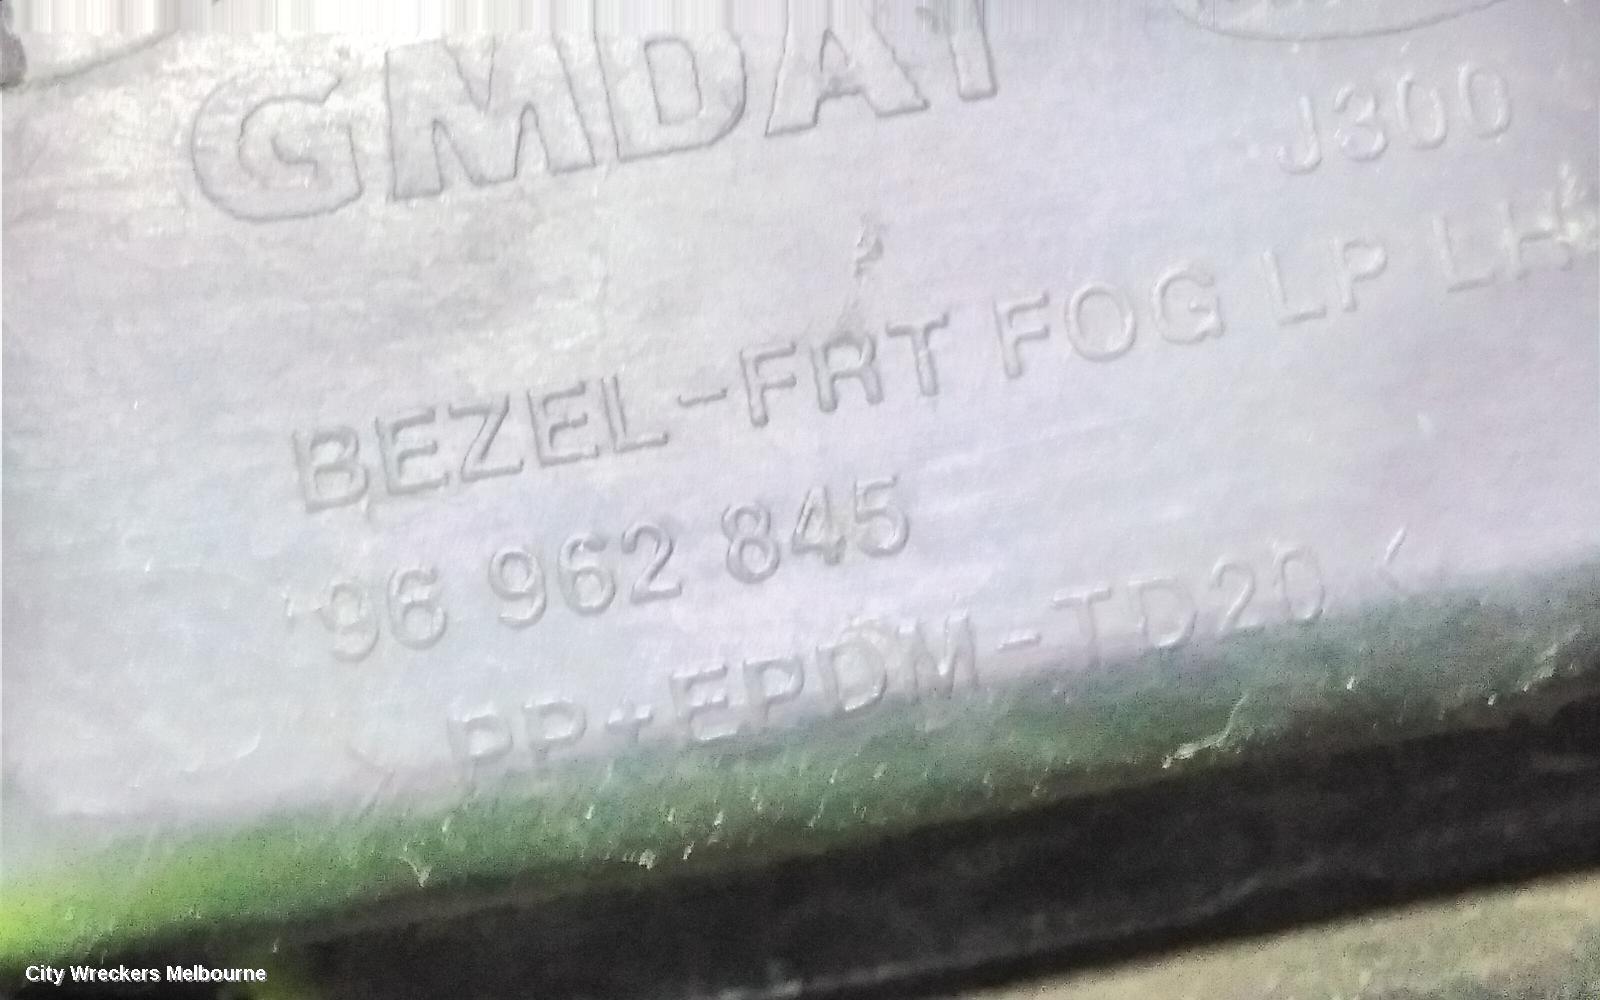 GMDAT
J300
BEZEL-FRT FOG LP LH
96 962 845
>PP+EPDM-TD20<
City Wreckers Melbourne